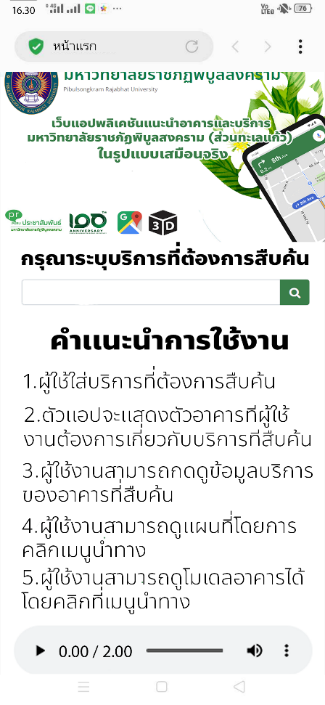 16.30
76
หน้าแรก
มหาวิทยาลัยราชภัฏพิบูลสงคราม
Pibulsongkram Rajabhat University
เว็บแอปพลิเคชันแนะนำอาคารและบริการ
มหาวิทยาลัยราชภัฏพิบูลสงคราม (ส่วนทะเลแก้ว)
ในรูปแบบเสมือนจริง
pr ประชาสัมพันธ์
100
ANNIVERSARY
3D
กรุณาระบุบริการที่ต้องการสืบค้น
คำแนะนำการใช้งาน
1.ผู้ใช้ใส่บริการที่ต้องการสืบค้น
2.ตัวแอปจะแสดงตัวอาคารที่ผู้ใช้
งานต้องการเกี่ยวกับบริการที่สืบค้น
3.ผู้ใช้งานสามารถกดดูข้อมูลบริการ
ของอาคารที่สืบค้น
4.ผู้ใช้งานสามารถดูแผนที่โดยการ
คลิกเมนูนำทาง
5.ผู้ใช้งานสามารถดูโมเดลอาคารได้
โดยคลิกที่เมนูนำทาง
0.00 / 2.00